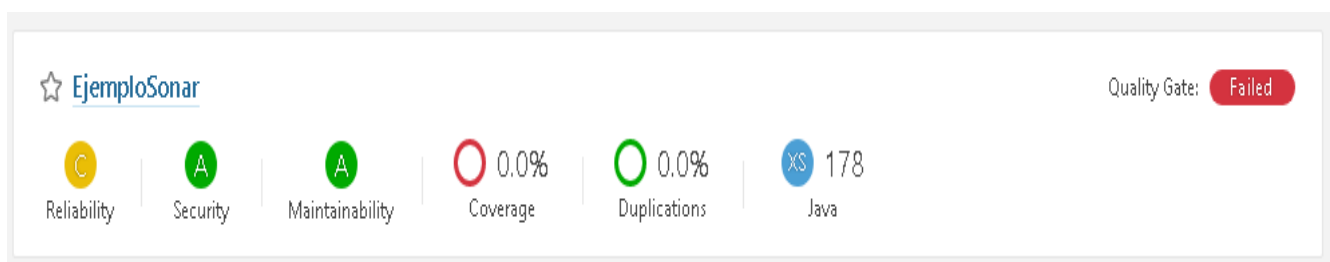 EjemploSonar Quality Gate: Failed
C A A 0.0% 0.0% XS 178
Reliability Security Maintainability Coverage Duplications Java